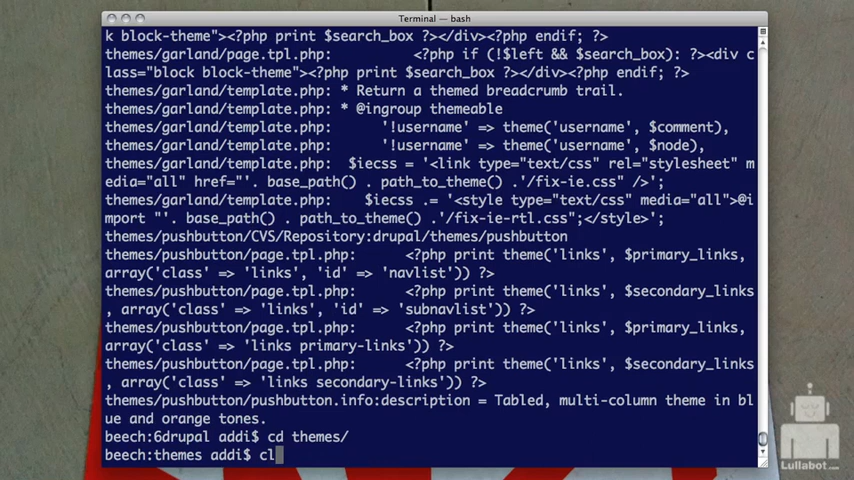 Terminal — bash
k block-theme"><?php print $search_box ?></div><?php endif; ?>
themes/garland/page.tpl.php:          <?php if (!$left && $search_box): ?><div c
lass="block block-theme"><?php print $search_box ?></div><?php endif; ?>
themes/garland/template.php: * Return a themed breadcrumb trail.
themes/garland/template.php: * @ingroup themeable
themes/garland/template.php:      '!username' => theme('username', $comment),
themes/garland/template.php:      '!username' => theme('username', $node),
themes/garland/template.php:  $iecss = '<link type="text/css" rel="stylesheet" m
edia="all" href="'. base_path() . path_to_theme() .'/fix-ie.css" />';
themes/garland/template.php:    $iecss .= '<style type="text/css" media="all">@i
mport "'. base_path() . path_to_theme() .'/fix-ie-rtl.css";</style>';
themes/pushbutton/CVS/Repository:drupal/themes/pushbutton
themes/pushbutton/page.tpl.php:      <?php print theme('links', $primary_links,
array('class' => 'links', 'id' => 'navlist')) ?>
themes/pushbutton/page.tpl.php:      <?php print theme('links', $secondary_links
, array('class' => 'links', 'id' => 'subnavlist')) ?>
themes/pushbutton/page.tpl.php:      <?php print theme('links', $primary_links,
array('class' => 'links primary-links')) ?>
themes/pushbutton/page.tpl.php:      <?php print theme('links', $secondary_links
, array('class' => 'links secondary-links')) ?>
themes/pushbutton/pushbutton.info:description = Tabled, multi-column theme in bl
ue and orange tones.
beech:6drupal addi$ cd themes/
beech:themes addi$ cl
Lullabot